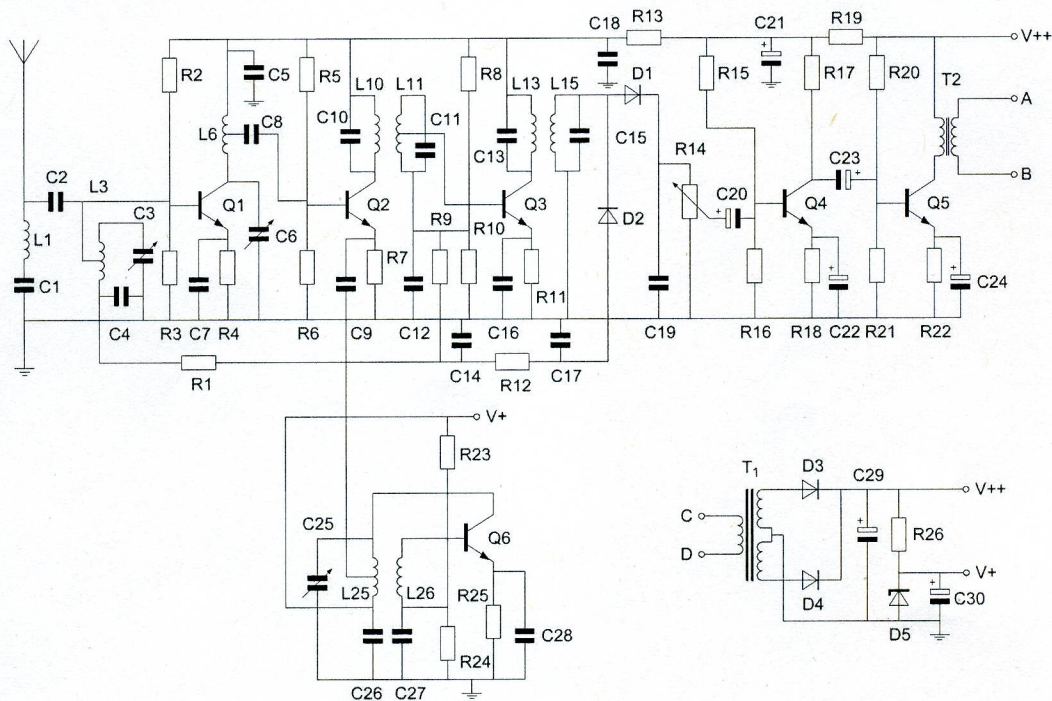 C18 R13 C21 R19 V++
R2 C5 R5 L10 L11 R8 L13 L15 D1 R15 R17 R20 T2
A
L6 C8 C10 C11 C13 C15
C2 L3 R14 C23 B
C3 Q1 Q2 R9 Q3 D2 C20 Q4 Q5
L1 C6 R7 R10
C1 R11 C24
C4 R3 C7 R4 R6 C9 C12 C16 C19 R16 R18 C22 R21 R22
R1 C14 R12 C17
V+
R23
T1 D3 C29 V++
C25 Q6 C R26
D
L25 L26 R25 D4 V+
C30
C28 D5
R24
C26 C27
+ + + + + + + +